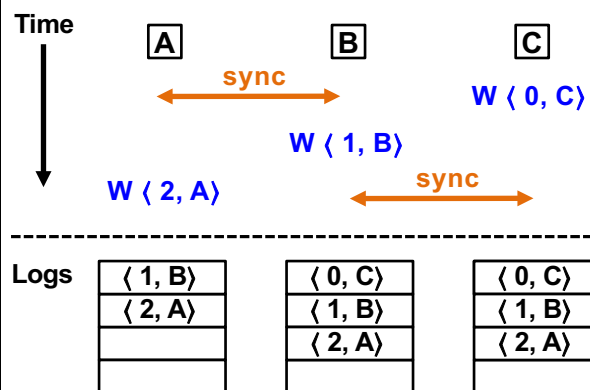 Time A B C
sync
W ⟨ 0, C⟩
W ⟨ 1, B⟩
W ⟨ 2, A⟩ sync
Logs ⟨ 1, B⟩ ⟨ 0, C⟩ ⟨ 0, C⟩
⟨ 2, A⟩ ⟨ 1, B⟩ ⟨ 1, B⟩
⟨ 2, A⟩ ⟨ 2, A⟩